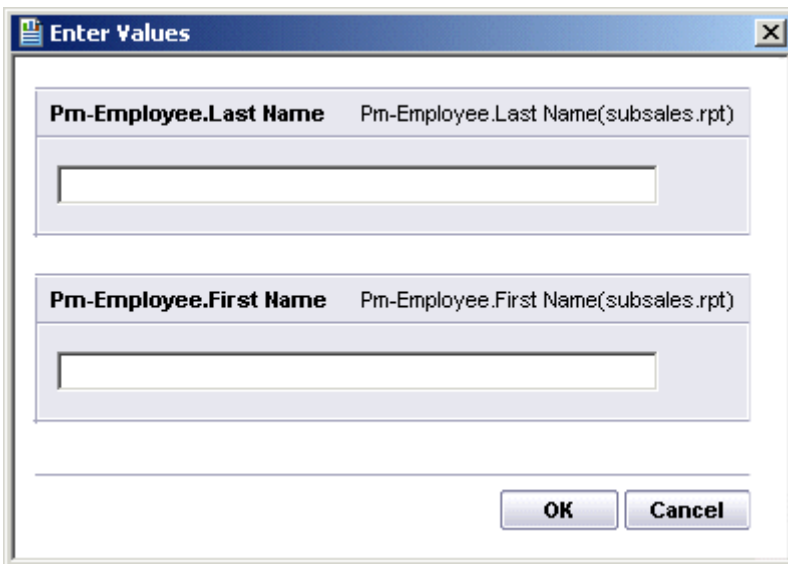 Enter Values
Pm-Employee.Last Name Pm-Employee.Last Name(subsales.rpt)
Pm-Employee.First Name Pm-Employee.First Name(subsales.rpt)
OK Cancel